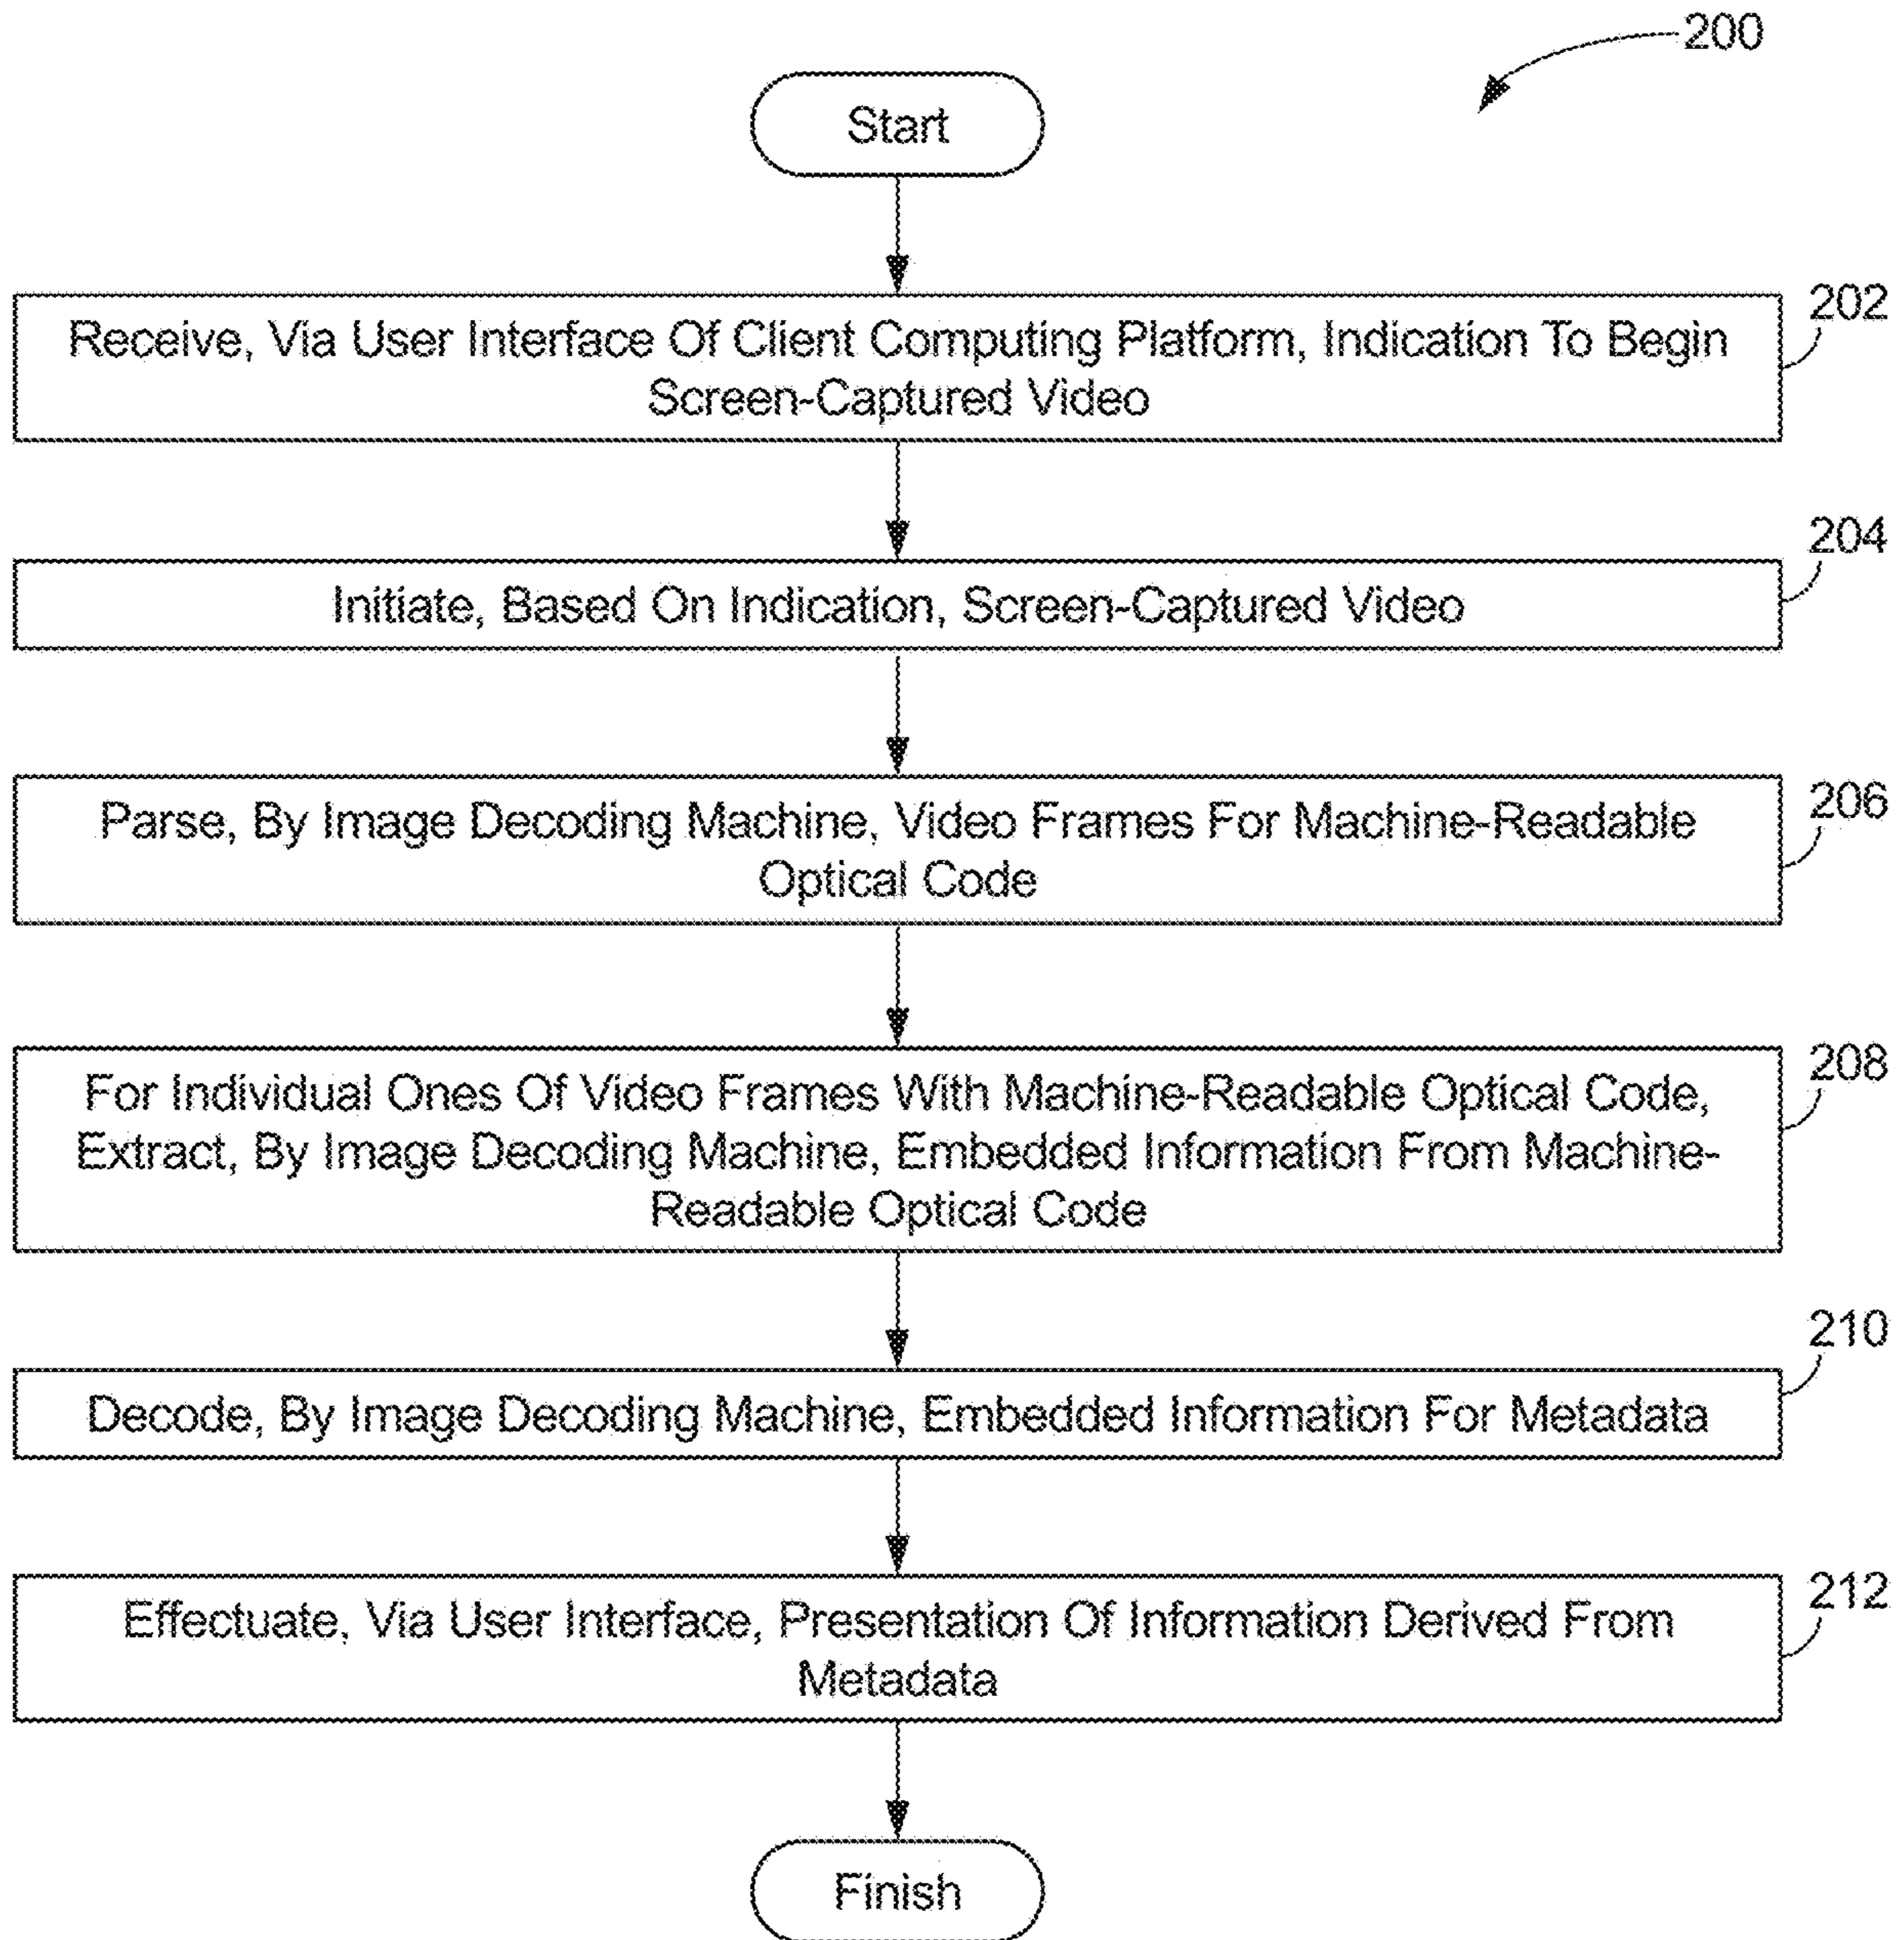 200
Start
202
Receive, Via User Interface Of Client Computing Platform, Indication To Begin
Screen-Captured Video
204
Initiate, Based On Indication, Screen-Captured Video
206
Parse, By Image Decoding Machine, Video Frames For Machine-Readable
Optical Code
208
For Individual Ones Of Video Frames With Machine-Readable Optical Code,
Extract, By Image Decoding Machine, Embedded Information From Machine-
Readable Optical Code
210
Decode, By Image Decoding Machine, Embedded Information For Metadata
212
Effectuate, Via User Interface, Presentation Of Information Derived From
Metadata
Finish